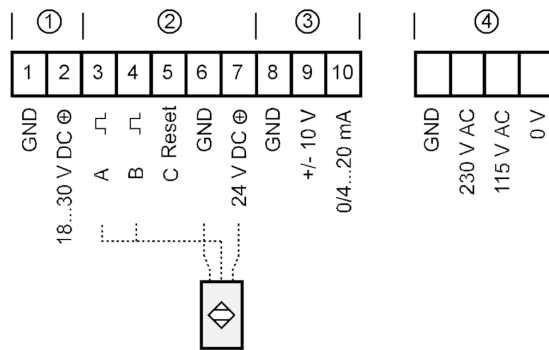 ① ② ③ ④
1 2 3 4 5 6 7 8 9 10
GND
18...30 V DC ⊕
A
B
C Reset
GND
24 V DC ⊕
GND
+/- 10 V
0/4...20 mA
GND
230 V AC
115 V AC
0 V